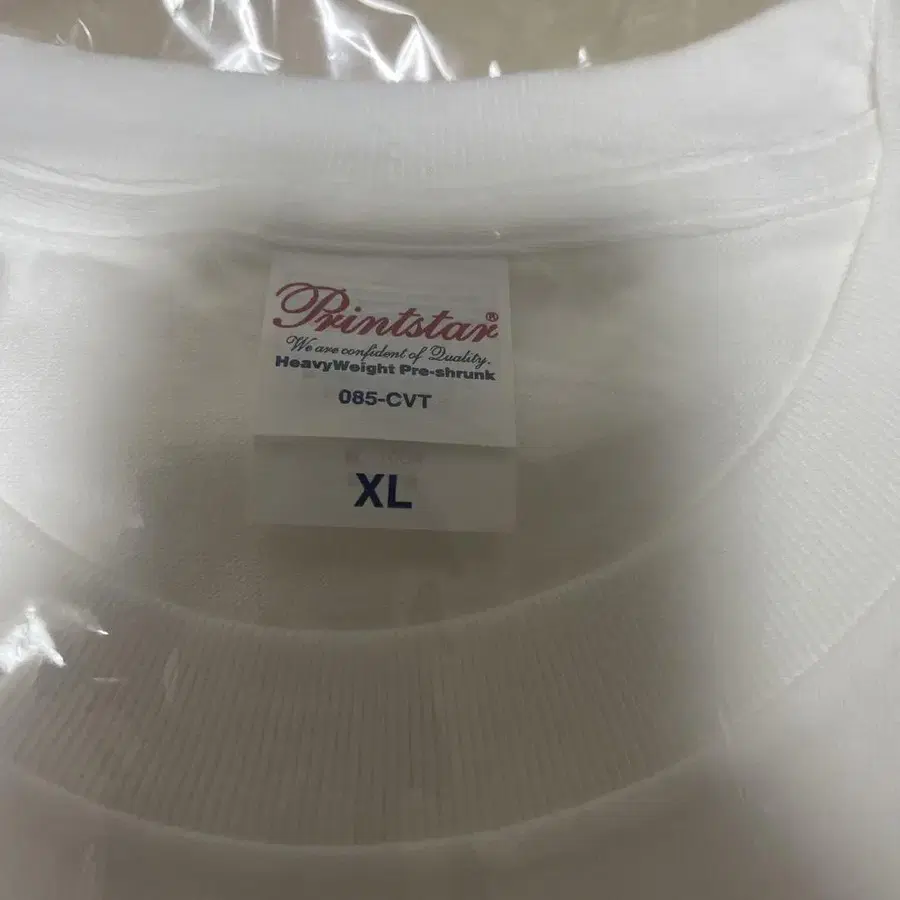 Printstar®
We are confident of Quality.
HeavyWeight Pre-shrunk
085-CVT
XL